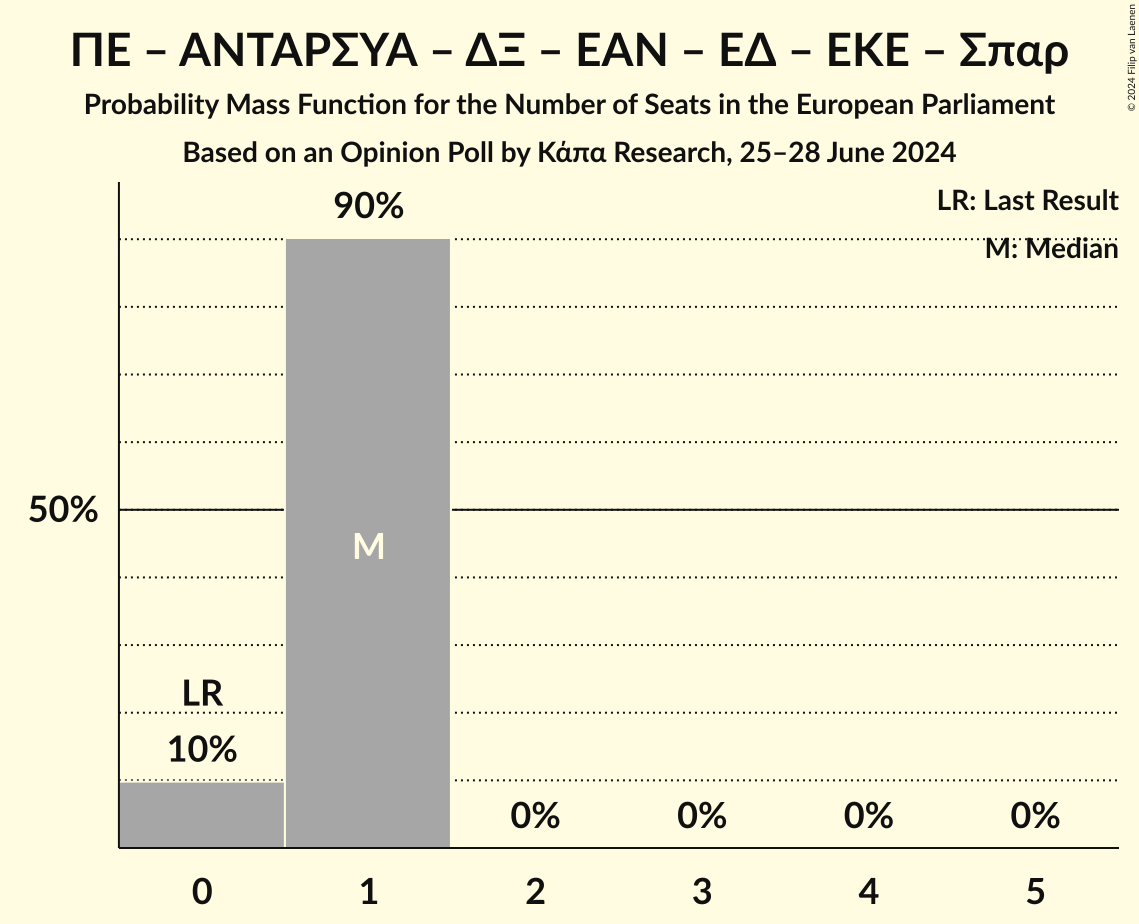 ΠΕ – ΑΝΤΑΡΣΥΑ – ΔΞ – ΕΑΝ – ΕΔ – ΕΚΕ – Σπαρ
Probability Mass Function for the Number of Seats in the European Parliament
Based on an Opinion Poll by Κάπα Research, 25–28 June 2024
© 2024 Filip van Laenen
LR: Last Result
M: Median
90%
50%
M
LR
10%
0% 0% 0% 0%
0 1 2 3 4 5